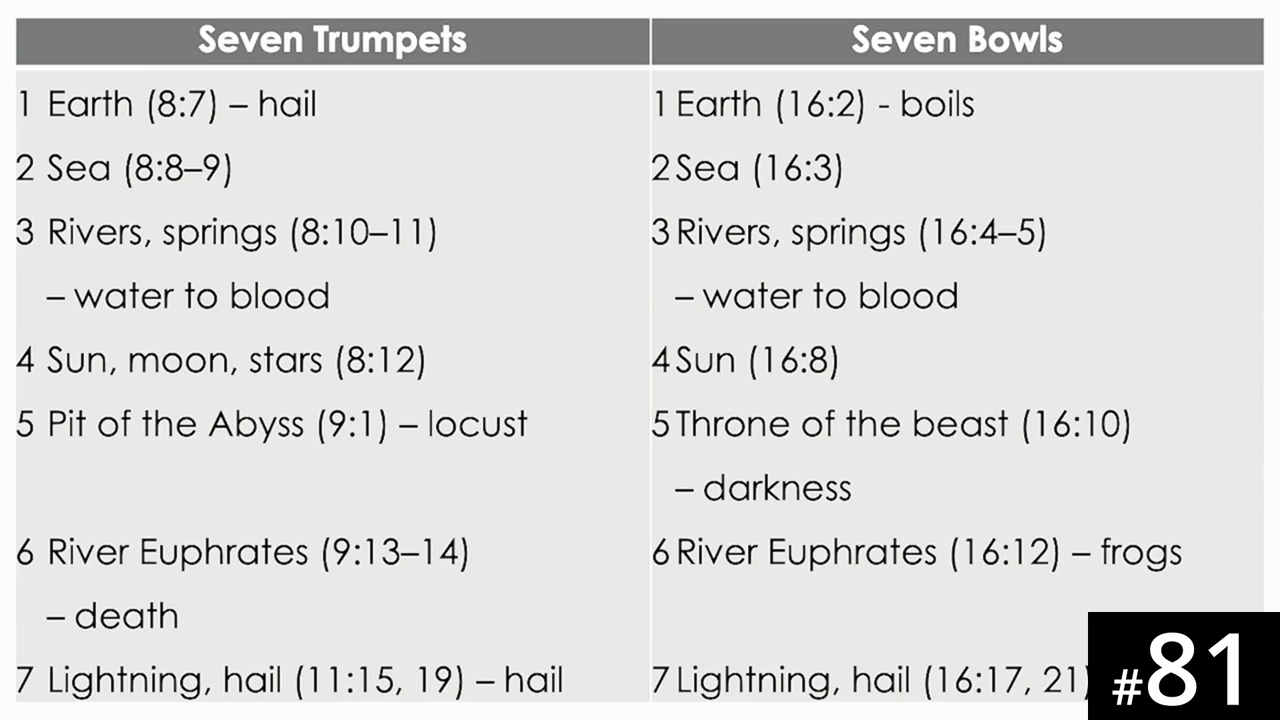 Seven Trumpets
Seven Bowls
1 Earth (8:7) – hail
1 Earth (16:2) - boils
2 Sea (8:8–9)
2 Sea (16:3)
3 Rivers, springs (8:10–11)
3 Rivers, springs (16:4–5)
– water to blood
– water to blood
4 Sun, moon, stars (8:12)
4 Sun (16:8)
5 Pit of the Abyss (9:1) – locust
5 Throne of the beast (16:10)
– darkness
6 River Euphrates (9:13–14)
6 River Euphrates (16:12) – frogs
– death
7 Lightning, hail (11:15, 19) – hail
7 Lightning, hail (16:17, 21)
#81